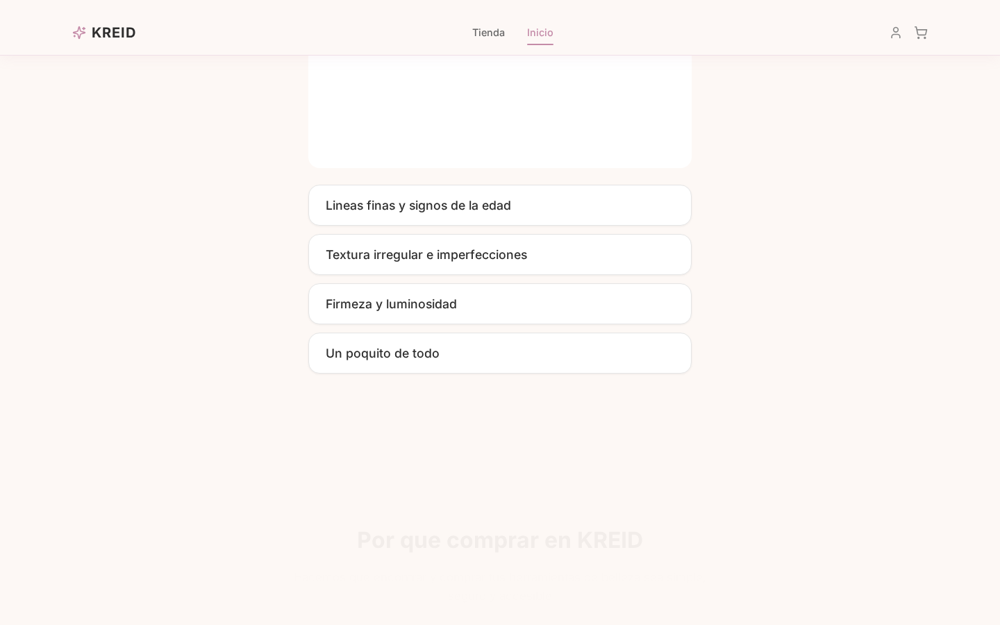 KREID
Tienda
Inicio
Lineas finas y signos de la edad
Textura irregular e imperfecciones
Firmeza y luminosidad
Un poquito de todo
Por que comprar en KREID